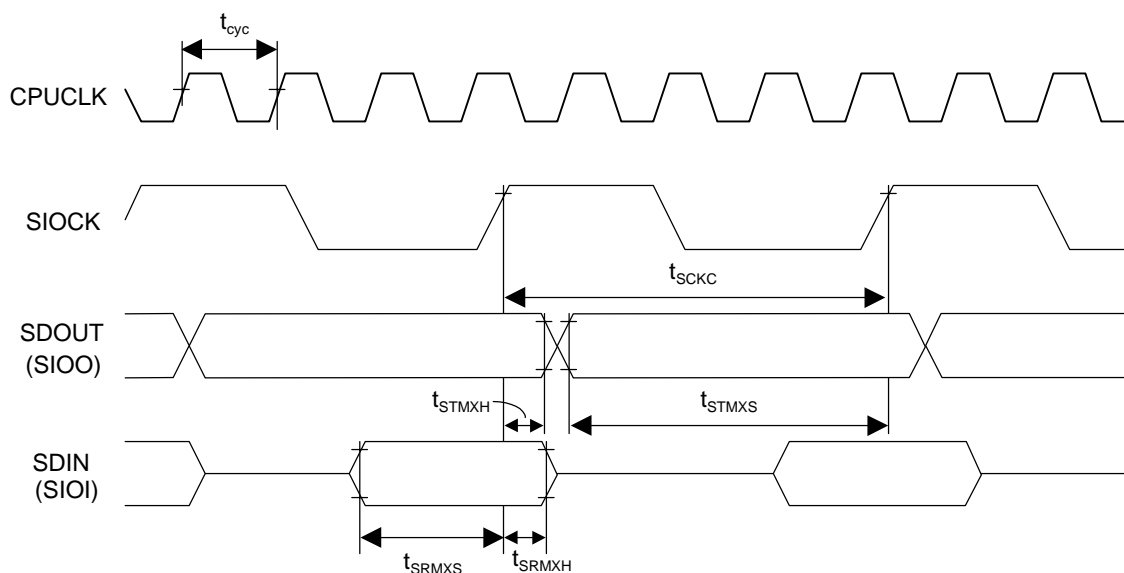 tcyc
CPUCLK
SIOCK
tSCKC
SDOUT
(SIOO)
tSTMXH
tSTMXS
SDIN
(SIOI)
tSRMXS
tSRMXH